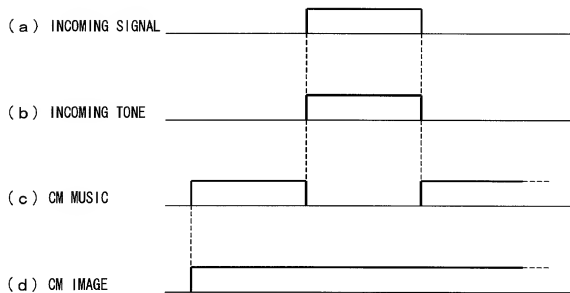 (a) INCOMING SIGNAL
(b) INCOMING TONE
(c) CM MUSIC
(d) CM IMAGE